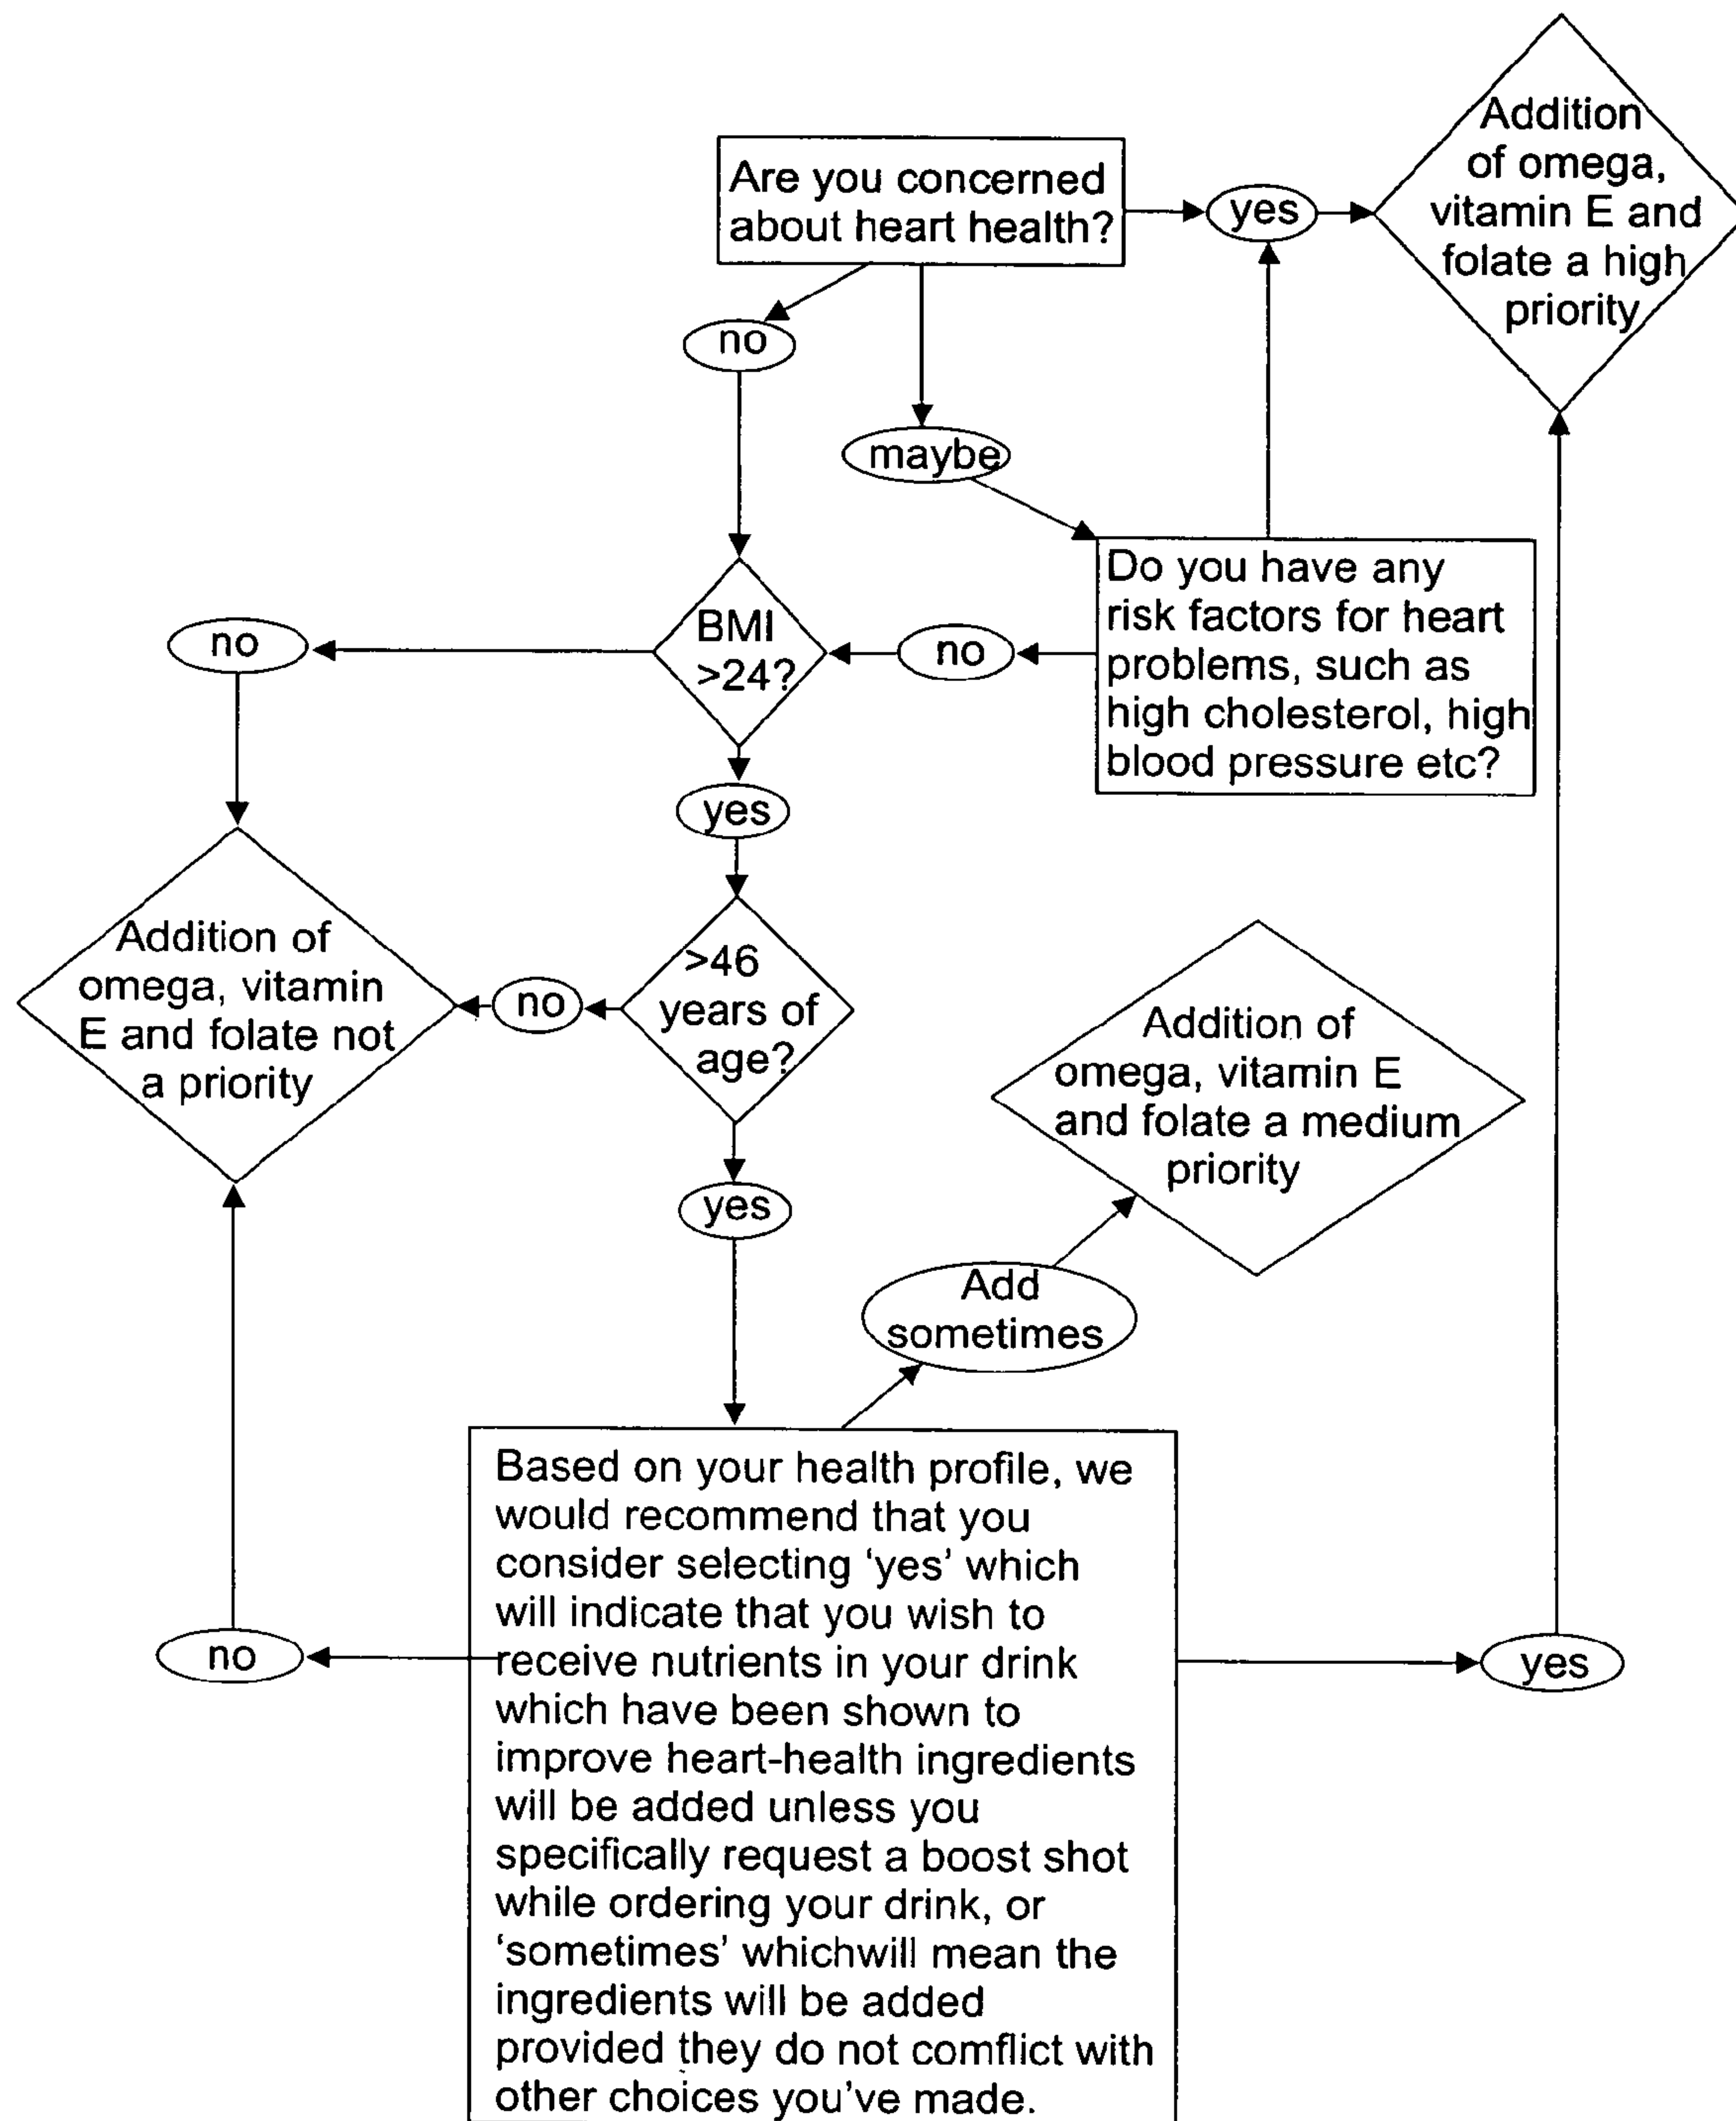 Addition
of omega,
vitamin E and
folate a high
priority
Are you concerned
about heart health?
yes
no
maybe
Do you have any
risk factors for heart
problems, such as
high cholesterol, high
blood pressure etc?
no
BMI
>24?
no
yes
Addition of
omega, vitamin
E and folate not
a priority
no
>46
years of
age?
Addition of
omega, vitamin E
and folate a medium
priority
yes
Add
sometimes
Based on your health profile, we
would recommend that you
consider selecting ‘yes’ which
will indicate that you wish to
receive nutrients in your drink
which have been shown to
improve heart-health ingredients
will be added unless you
specifically request a boost shot
while ordering your drink, or
‘sometimes’ whichwill mean the
ingredients will be added
provided they do not comflict with
other choices you’ve made.
no
yes